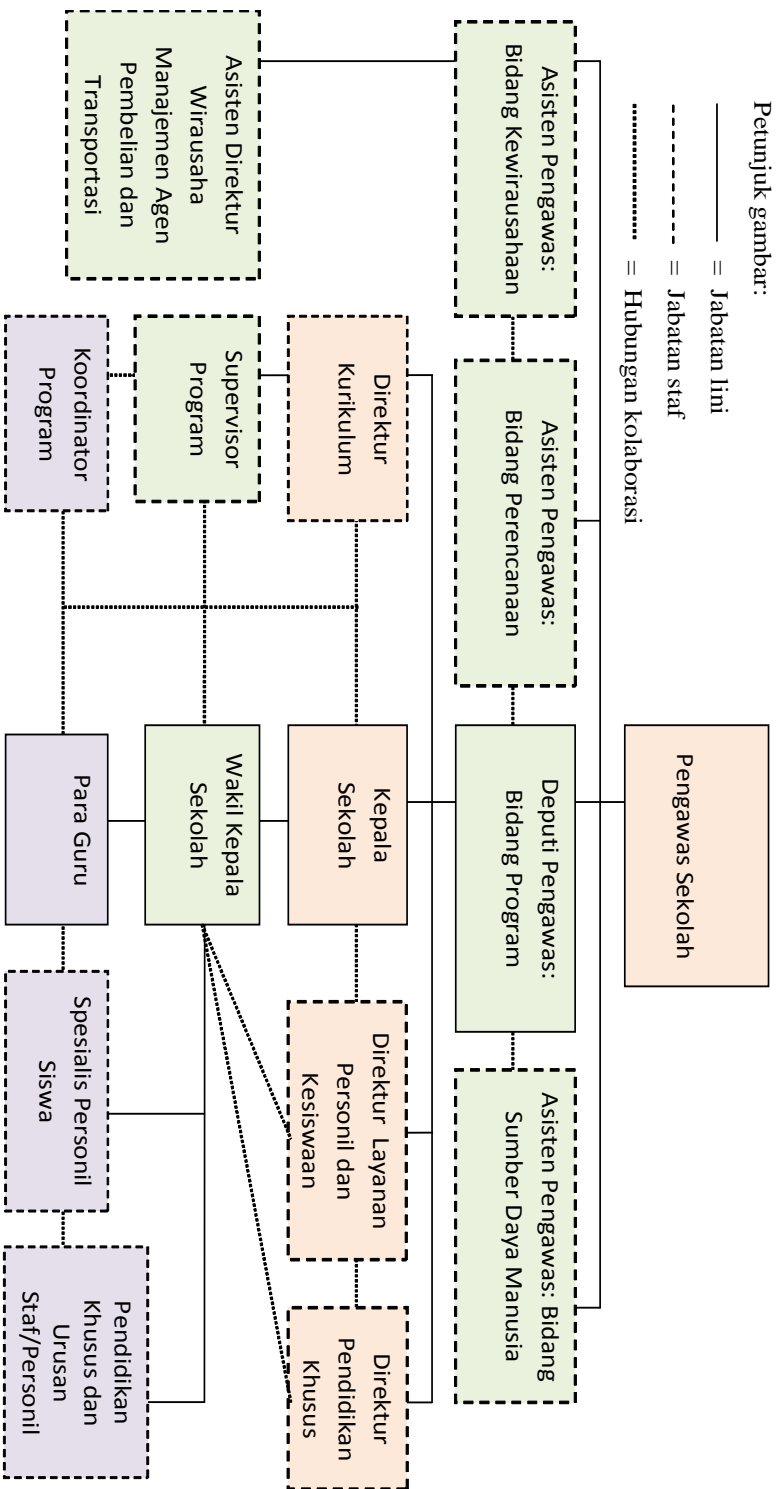 Petunjuk gambar:
= Jabatan lini
= Jabatan staf
= Hubungan kolaborasi
Pengawas Sekolah
Asisten Pengawas:
Bidang Kewirausahaan
Asisten Pengawas:
Bidang Perencanaan
Deputi Pengawas:
Bidang Program
Asisten Pengawas: Bidang
Sumber Daya Manusia
Asisten Direktur
Wirausaha
Manajemen Agen
Pembelian dan
Transportasi
Direktur
Kurikulum
Kepala
Sekolah
Direktur Layanan
Personil dan
Kesiswaan
Direktur
Pendidikan
Khusus
Supervisor
Program
Wakil Kepala
Sekolah
Koordinator
Program
Para Guru
Spesialis Personil
Siswa
Pendidikan
Khusus dan
Urusan
Staf/Personil